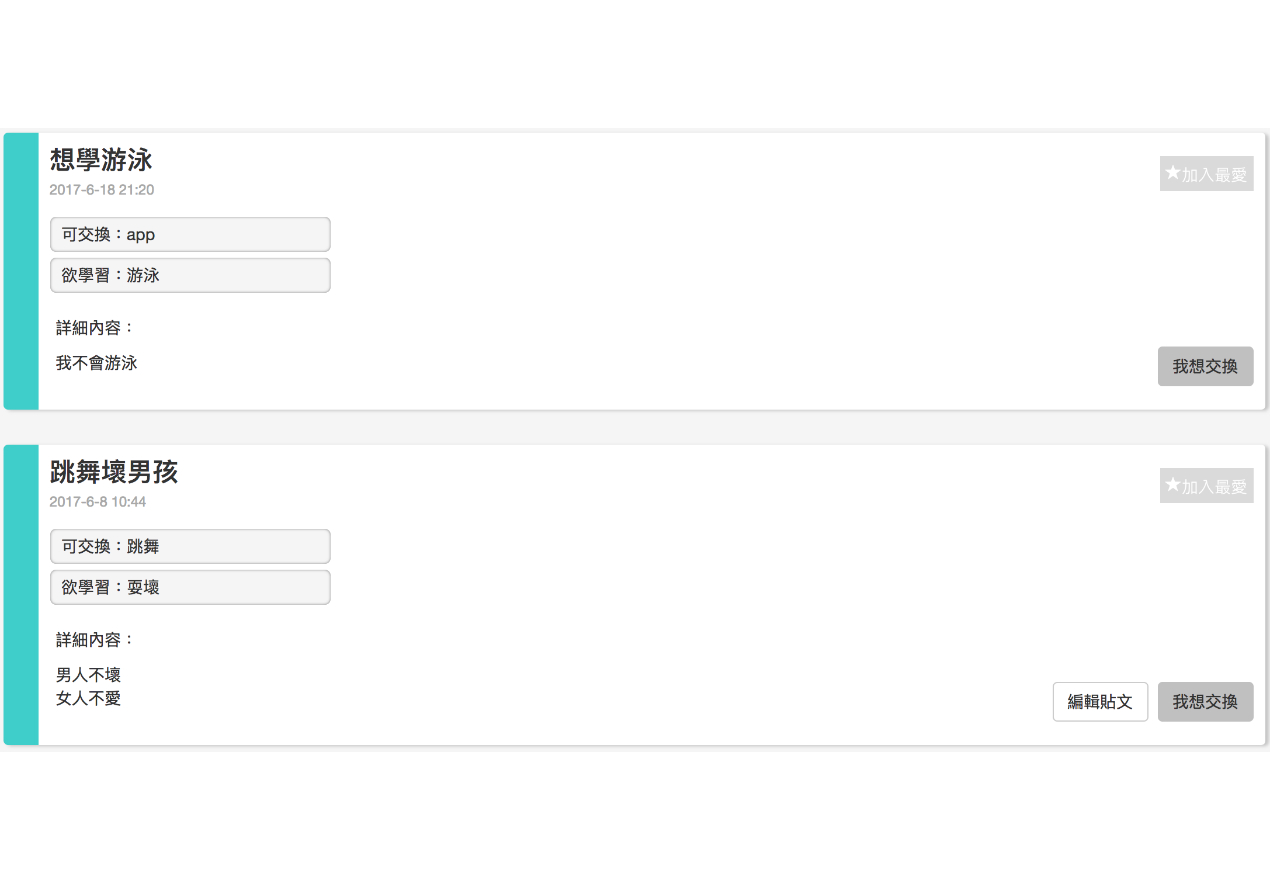 想學游泳
2017-6-18 21:20
★加入最愛
可交換：app
欲學習：游泳
詳細內容：
我不會游泳
我想交換
跳舞壞男孩
2017-6-8 10:44
★加入最愛
可交換：跳舞
欲學習：耍壞
詳細內容：
男人不壞
女人不愛
編輯貼文
我想交換